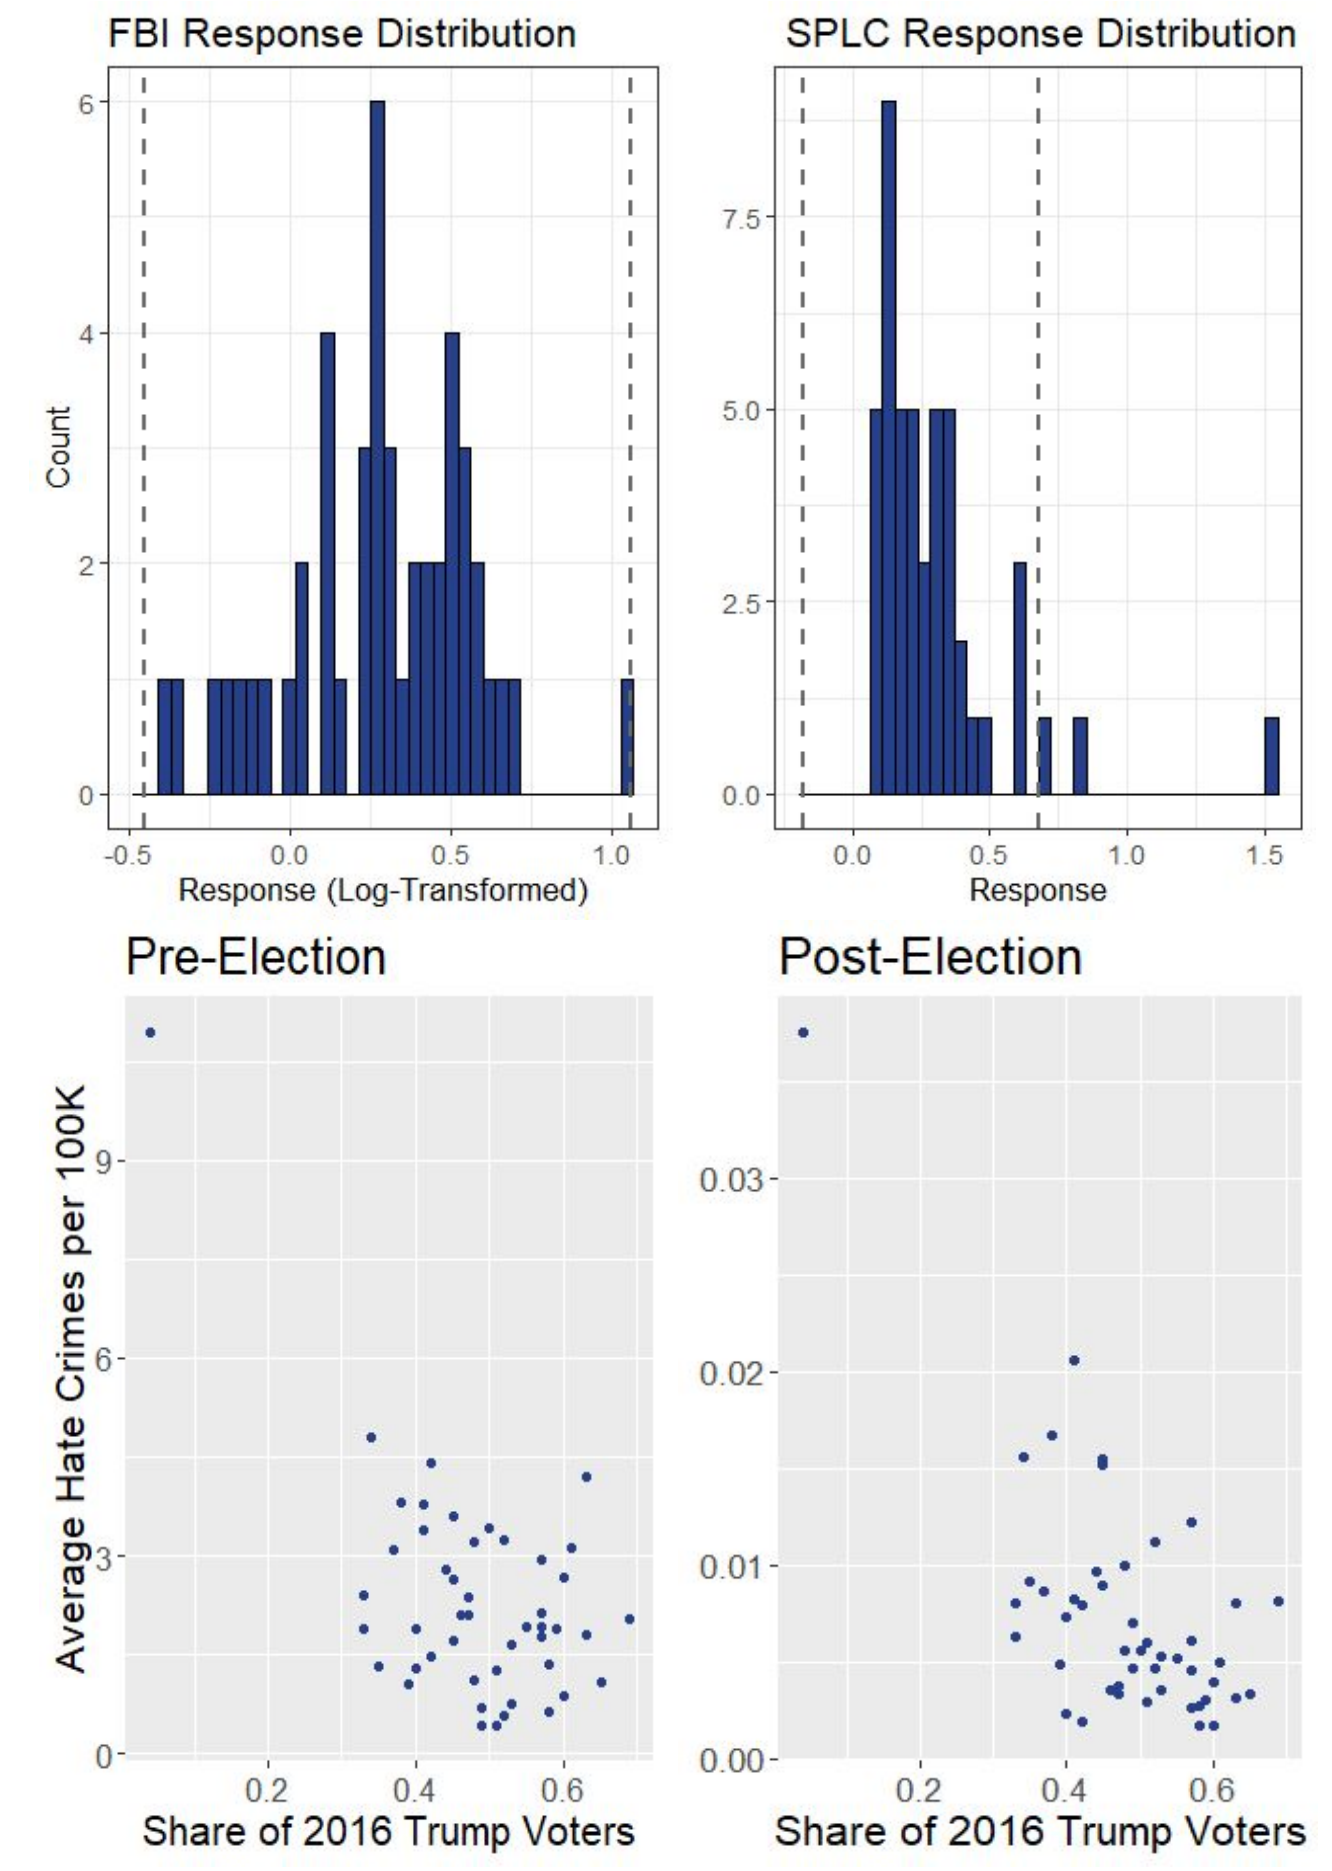 FBI Response Distribution
SPLC Response Distribution
6
4
2
0
Count
-0.5 0.0 0.5 1.0
Response (Log-Transformed)
7.5
5.0
2.5
0.0
0.0 0.5 1.0 1.5
Response
Pre-Election
Post-Election
Average Hate Crimes per 100K
9
6
3
0
0.2 0.4 0.6
Share of 2016 Trump Voters
0.03
0.02
0.01
0.00
0.2 0.4 0.6
Share of 2016 Trump Voters